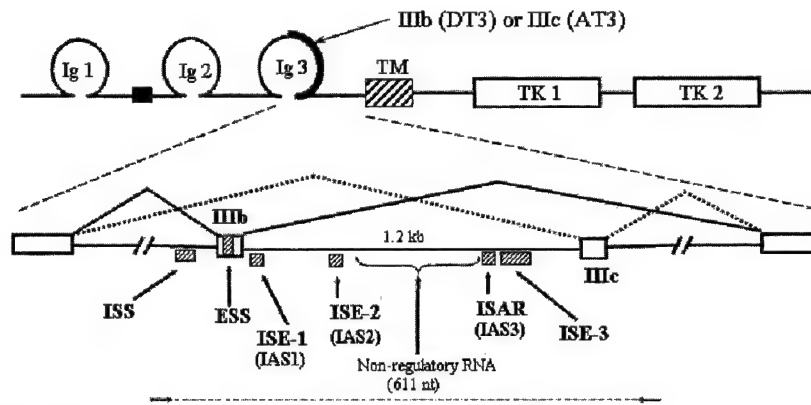 IIIb (DT3) or IIIc (AT3)
Ig 1
Ig 2
Ig 3
TM
TK 1
TK 2
IIIb
1.2 kb
IIIc
ISS
ESS
ISE-1
(IAS1)
ISE-2
(IAS2)
ISAR
(IAS3)
ISE-3
Non-regulatory RNA
(611 nt)